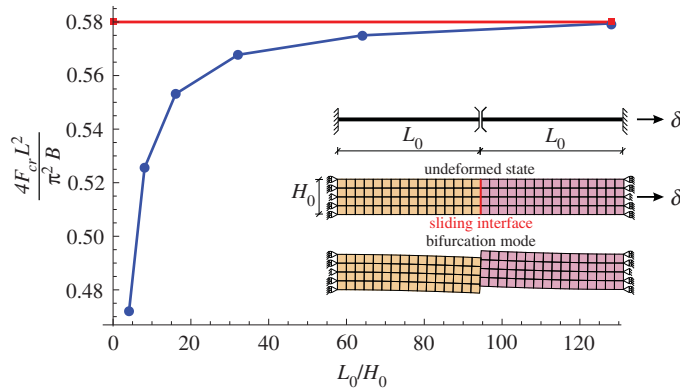 0.58
0.56
0.54
0.52
0.50
0.48
4F_cr L^2
π^2 B
0
20
40
60
80
100
120
L_0/H_0
δ
L_0 L_0
undeformed state
H_0
δ
sliding interface
bifurcation mode